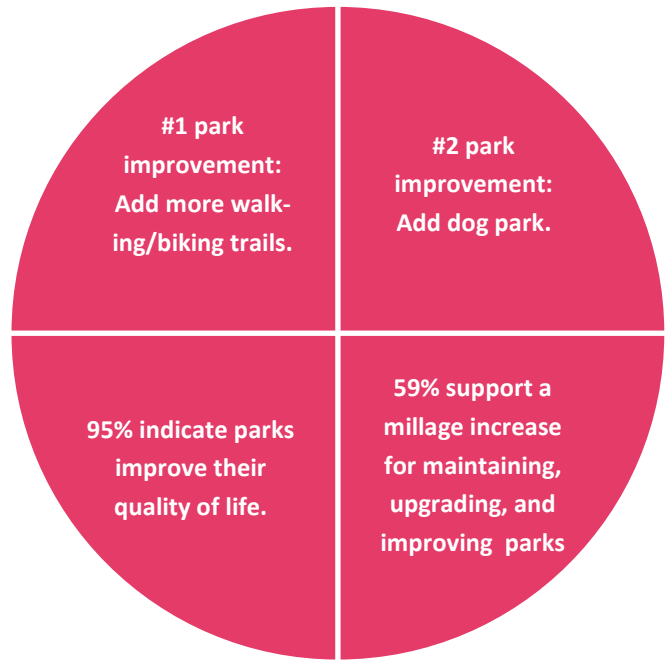 #1 park
improvement:
Add more walk-
ing/biking trails.
#2 park
improvement:
Add dog park.
95% indicate parks
improve their
quality of life.
59% support a
millage increase
for maintaining,
upgrading, and
improving  parks